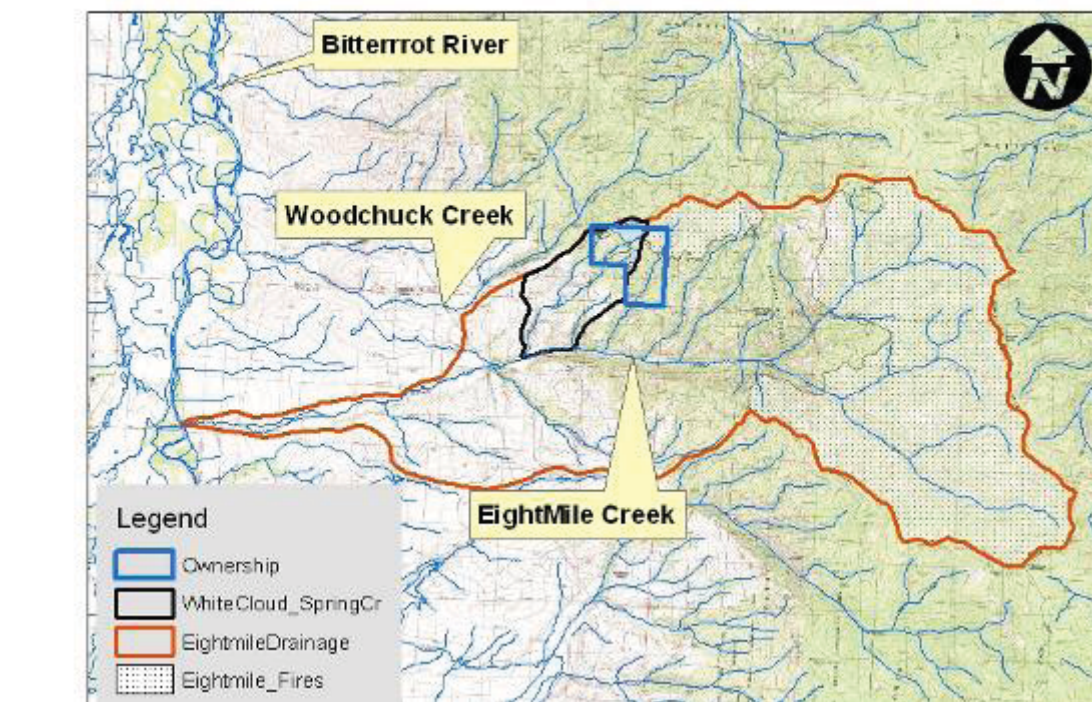 Bitterrrot River
N
Woodchuck Creek
EightMile Creek
Legend
Ownership
WhiteCloud_SpringCr
EightmileDrainage
Eightmile_Fires